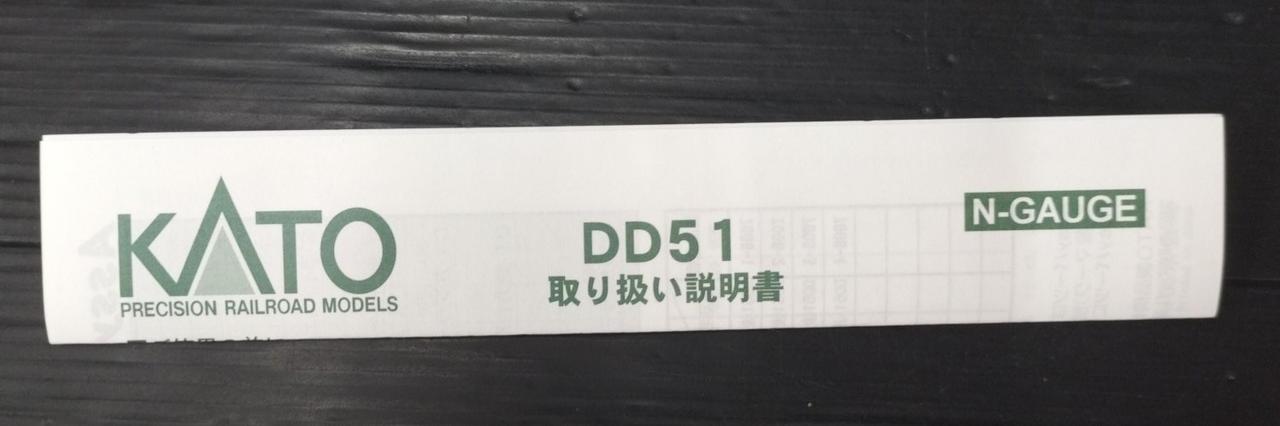 KATO
PRECISION RAILROAD MODELS
DD51
取り扱い説明書
N-GAUGE